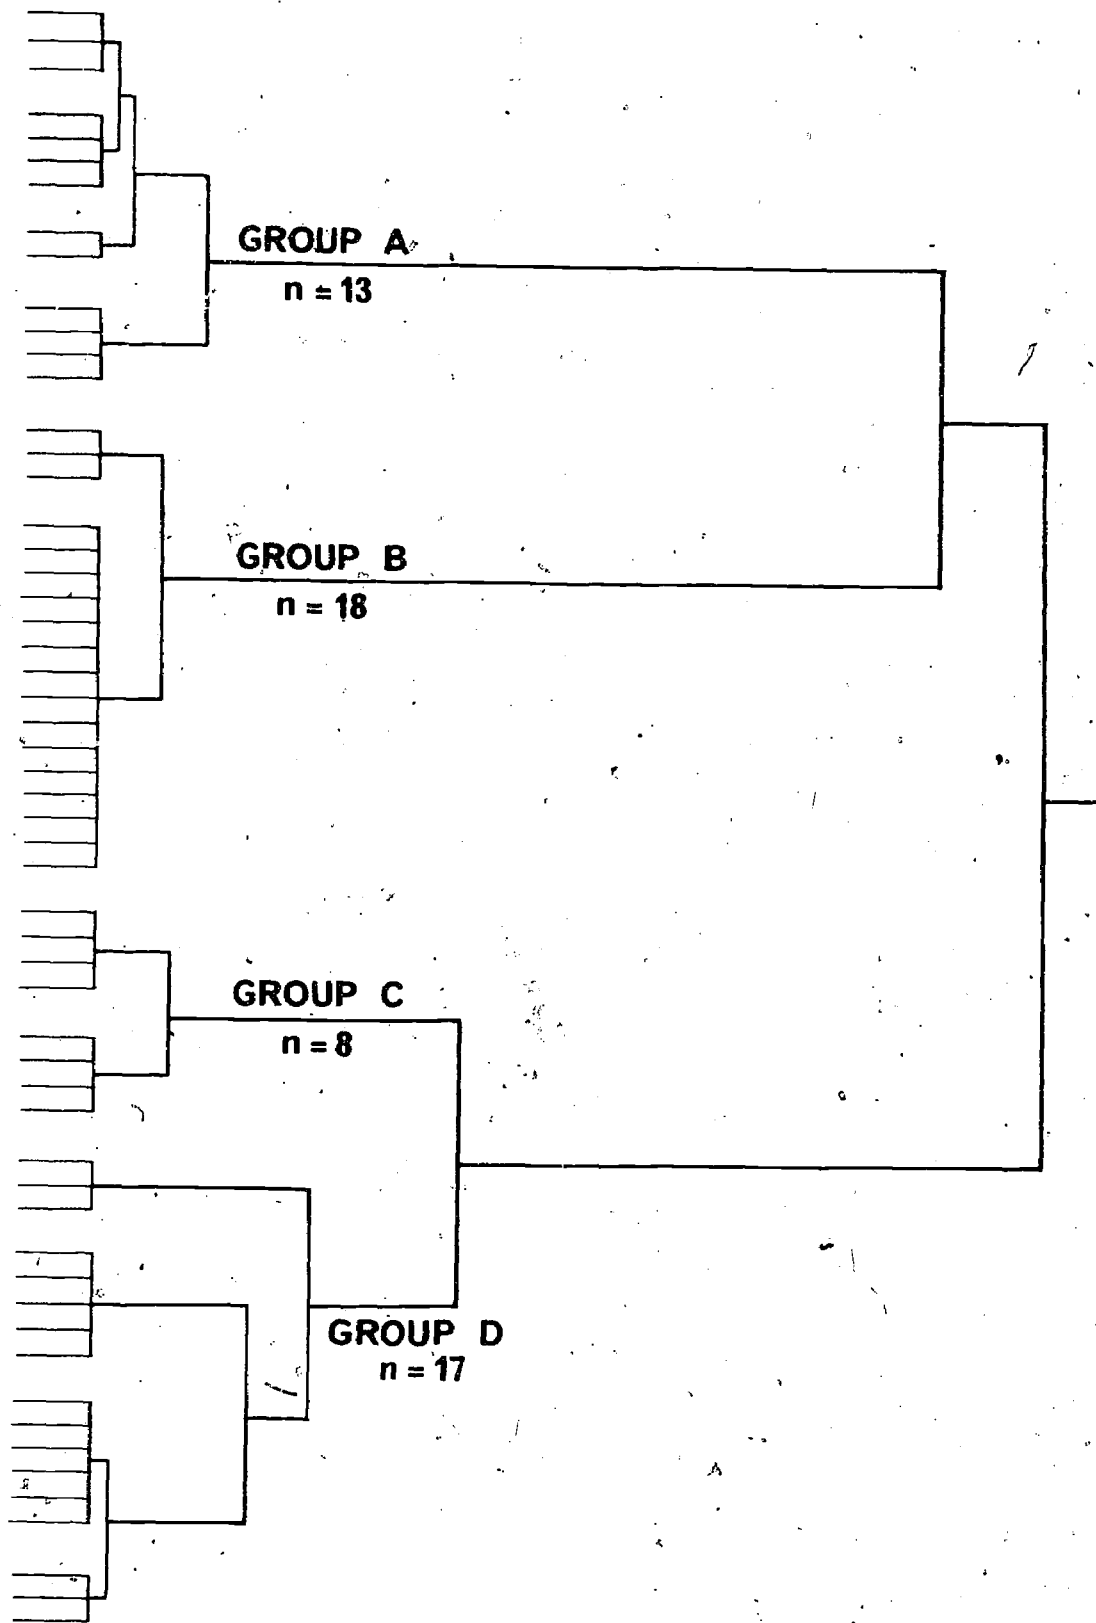 GROUP A
n = 13
GROUP B
n = 18
GROUP C
n = 8
GROUP D
n = 17